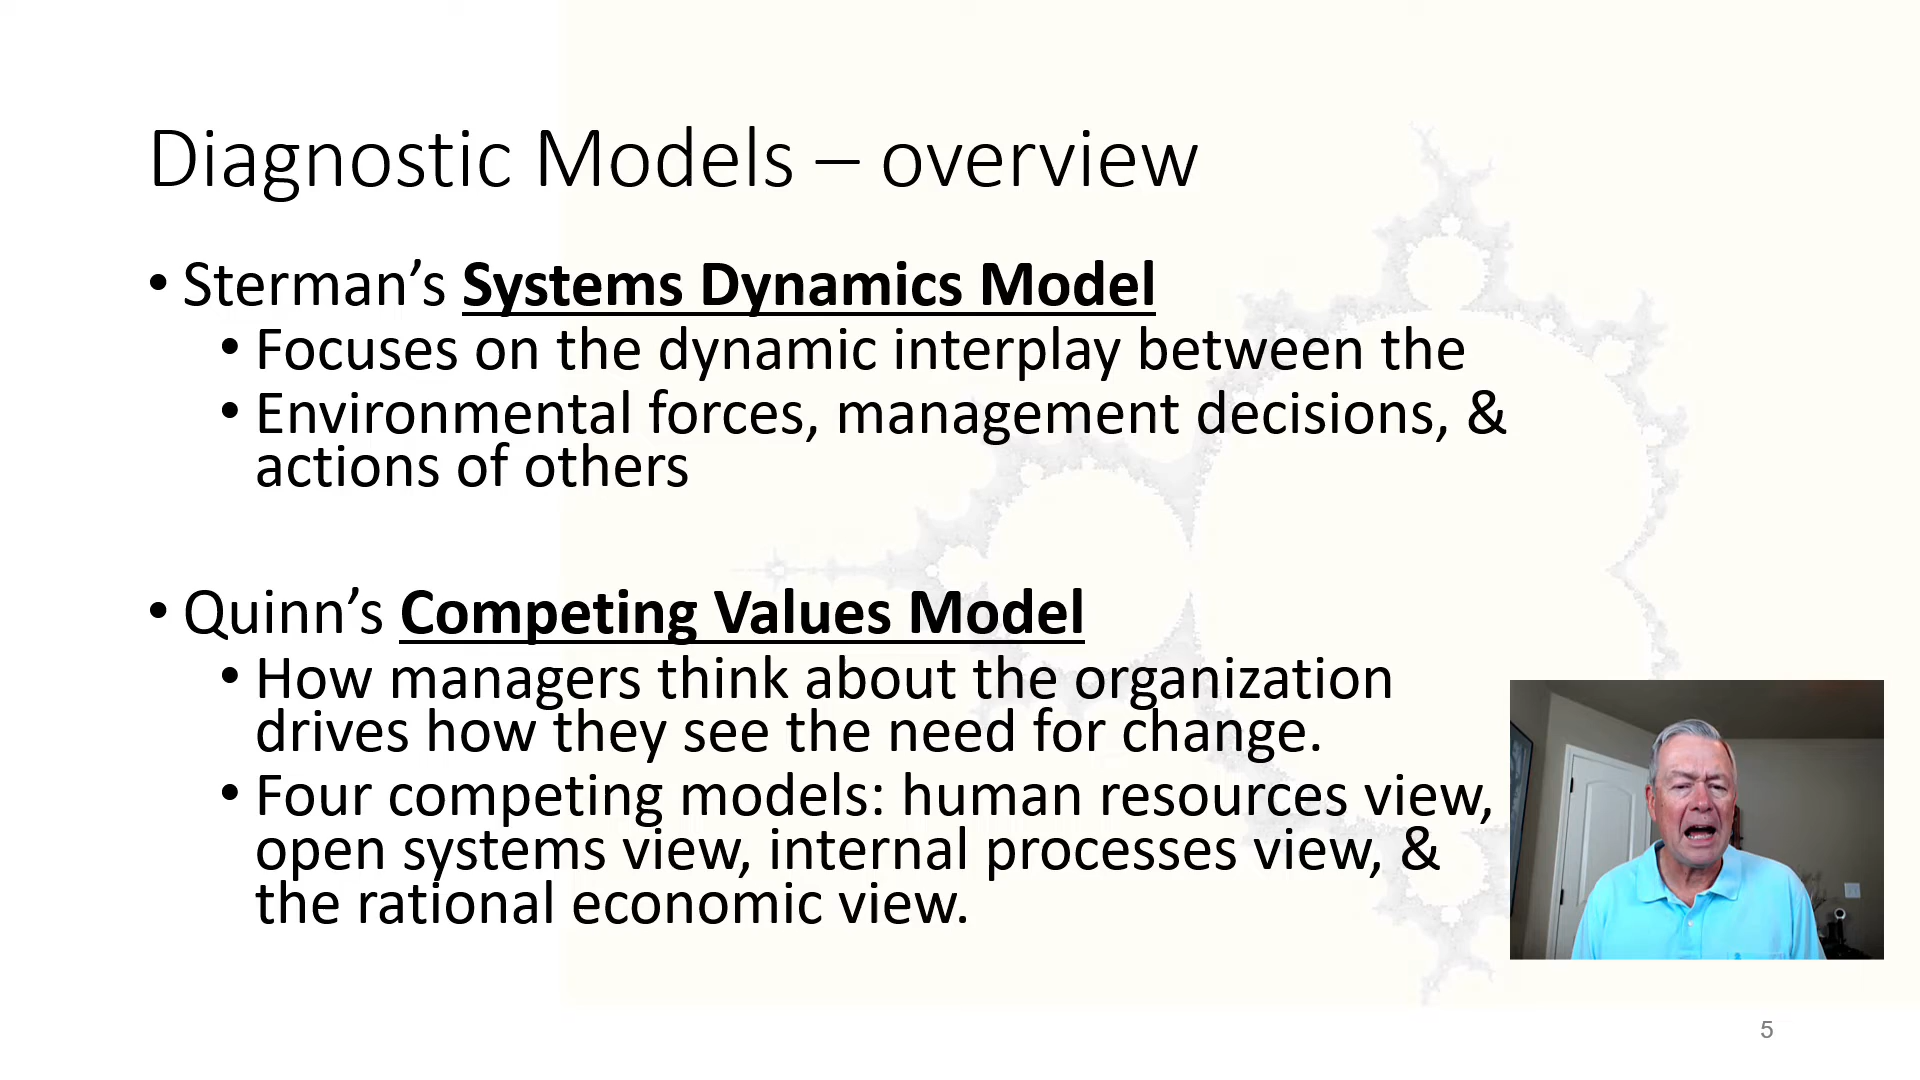 Diagnostic Models – overview
• Sterman’s Systems Dynamics Model
• Focuses on the dynamic interplay between the
• Environmental forces, management decisions, &
actions of others
• Quinn’s Competing Values Model
• How managers think about the organization
drives how they see the need for change.
• Four competing models: human resources view,
open systems view, internal processes view, &
the rational economic view.
5